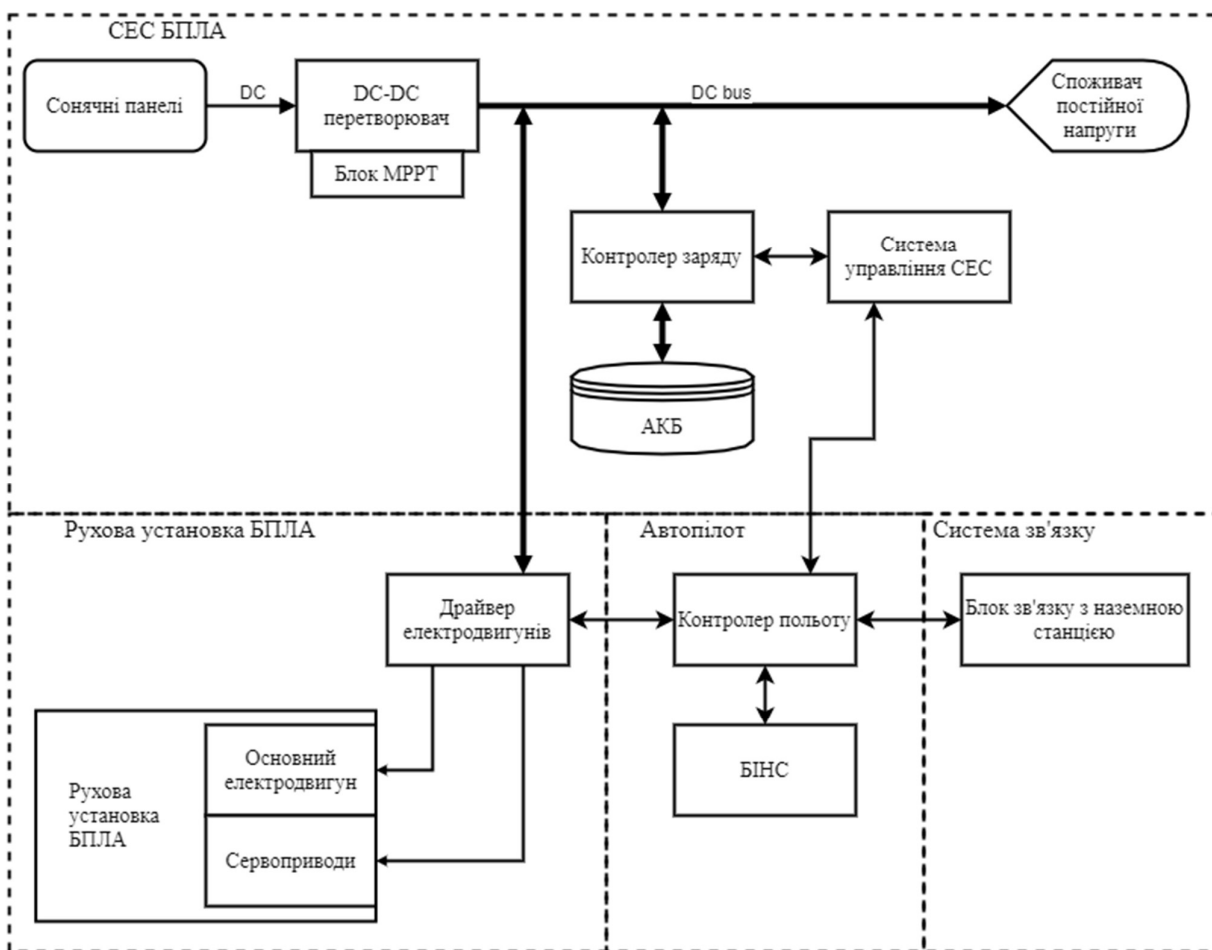 СЕС БПЛА
Сонячні панелі
DC
DC-DC
перетворювач
Блок МРРТ
DC bus
Споживач
постійної
напруги
Контролер заряду
Система
управління СЕС
АКБ
Рухова установка БПЛА
Автопілот
Система зв'язку
Драйвер
електродвигунів
Контролер польоту
Блок зв'язку з наземною
станцією
Основний
електродвигун
Рухова
установка
БПЛА
Сервоприводи
БІНС